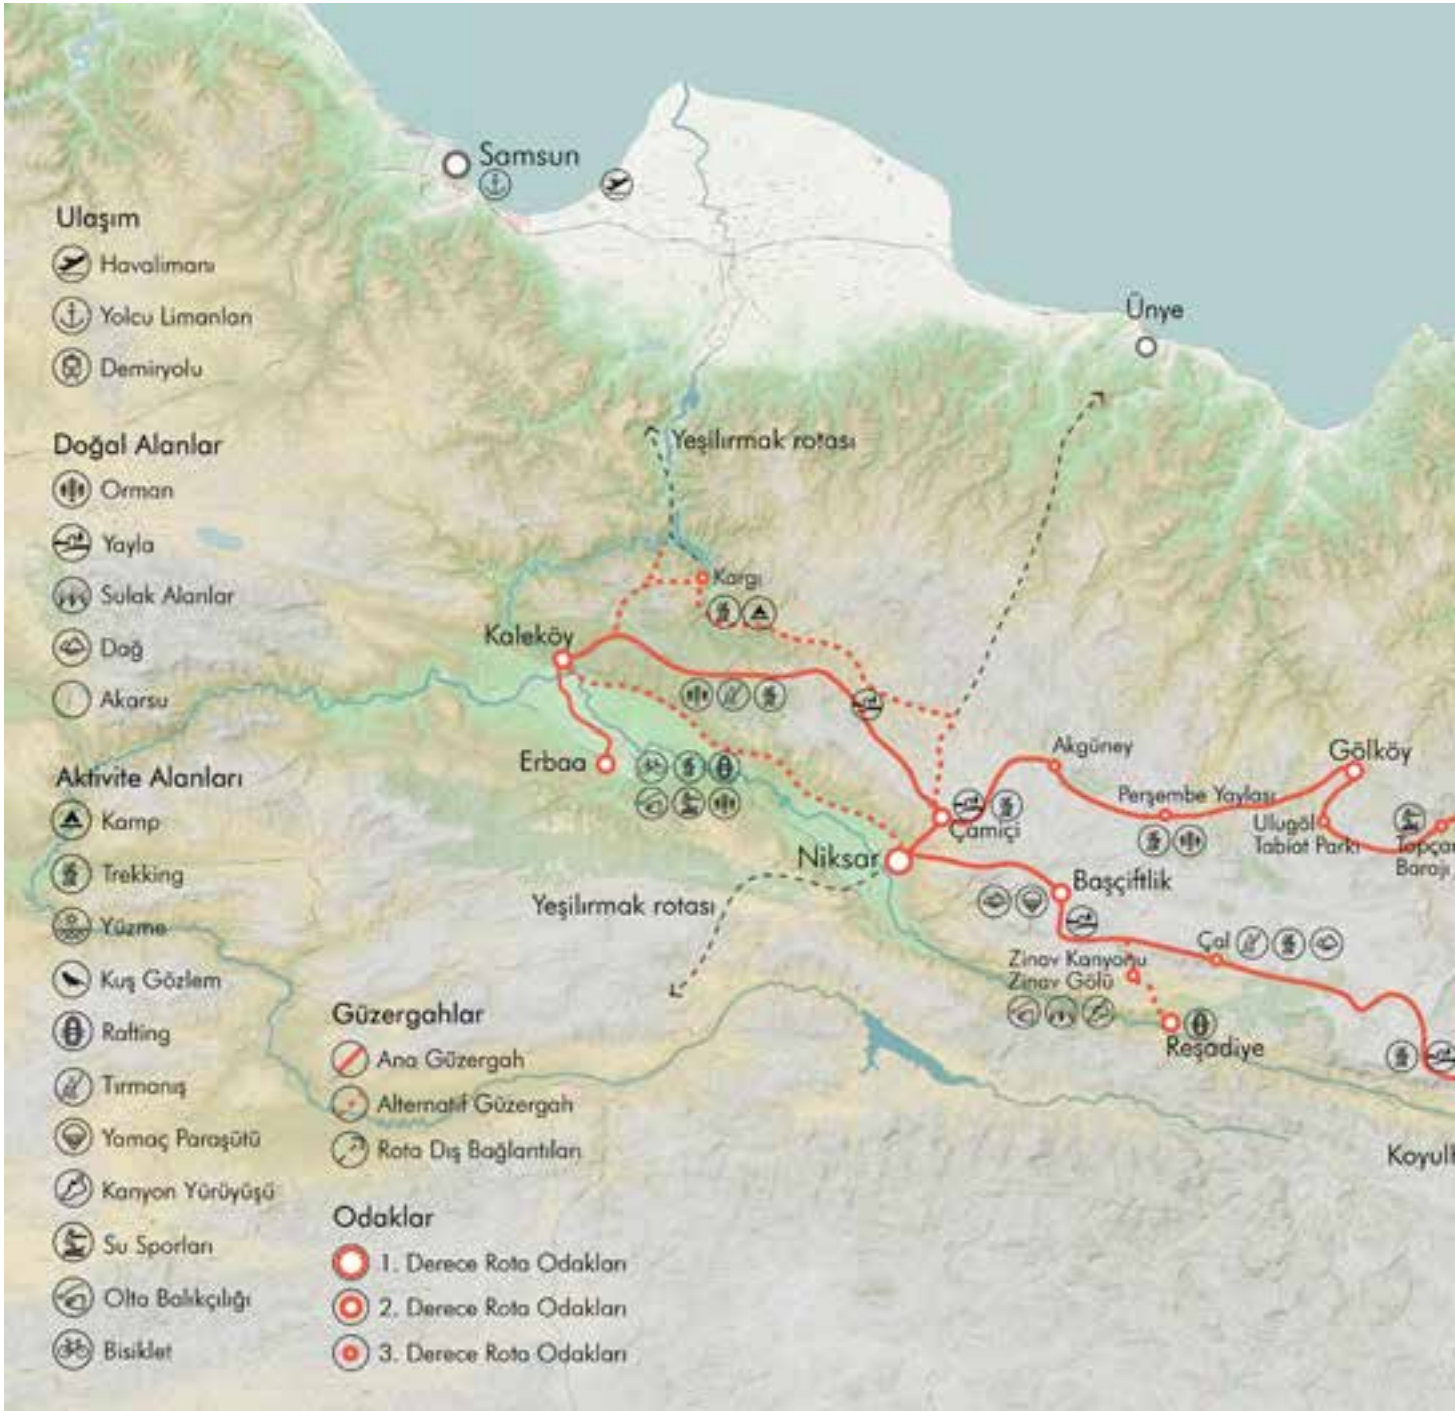 Samsun
Ünye
Ulaşım
Havalimanı
Yolcu Limanları
Demiryolu
Doğal Alanlar
Orman
Yayla
Sulak Alanlar
Dağ
Akarsu
Aktivite Alanları
Kamp
Trekking
Yüzme
Kuş Gözlem
Rafting
Tırmanış
Yamaç Paraşütü
Kanyon Yürüyüşü
Su Sporları
Olta Balıkçılığı
Bisiklet
Yeşilırmak rotası
Kargı
Kaleköy
Erbaa
Akgüney
Gölköy
Perşembe Yaylası
Ulugöl
Tabiat Parkı
Barajı
Çamiçi
Niksar
Başçiftlik
Yeşilırmak rotası
Çal
Zinav Kanyonu
Zinav Gölü
Reşadiye
Güzergahlar
Ana Güzergah
Alternatif Güzergah
Rota Dış Bağlantıları
Odaklar
1. Derece Rota Odakları
2. Derece Rota Odakları
3. Derece Rota Odakları